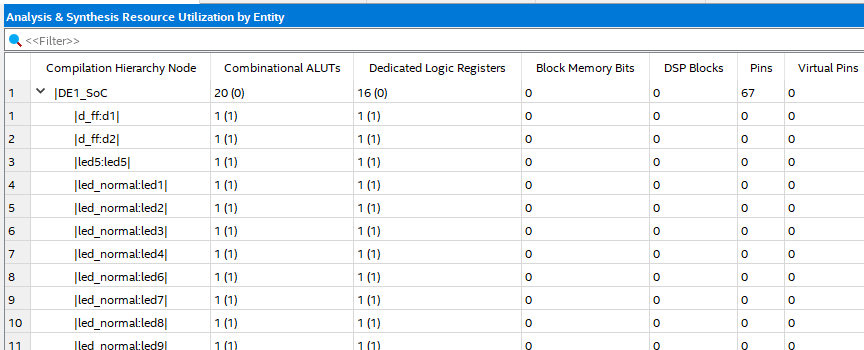 Analysis & Synthesis Resource Utilization by Entity
<<Filter>>
Compilation Hierarchy Node Combinational ALUTs Dedicated Logic Registers Block Memory Bits DSP Blocks Pins Virtual Pins
1 |DE1_SoC 20 (0) 16 (0) 0 0 67 0
1 |d_ff:d1| 1 (1) 1 (1) 0 0 0 0
2 |d_ff:d2| 1 (1) 1 (1) 0 0 0 0
3 |led5:led5| 1 (1) 1 (1) 0 0 0 0
4 |led_normal:led1| 1 (1) 1 (1) 0 0 0 0
5 |led_normal:led2| 1 (1) 1 (1) 0 0 0 0
6 |led_normal:led3| 1 (1) 1 (1) 0 0 0 0
7 |led_normal:led4| 1 (1) 1 (1) 0 0 0 0
8 |led_normal:led6| 1 (1) 1 (1) 0 0 0 0
9 |led_normal:led7| 1 (1) 1 (1) 0 0 0 0
10 |led_normal:led8| 1 (1) 1 (1) 0 0 0 0
11 |led_normal:led9| 1 (1) 1 (1) 0 0 0 0